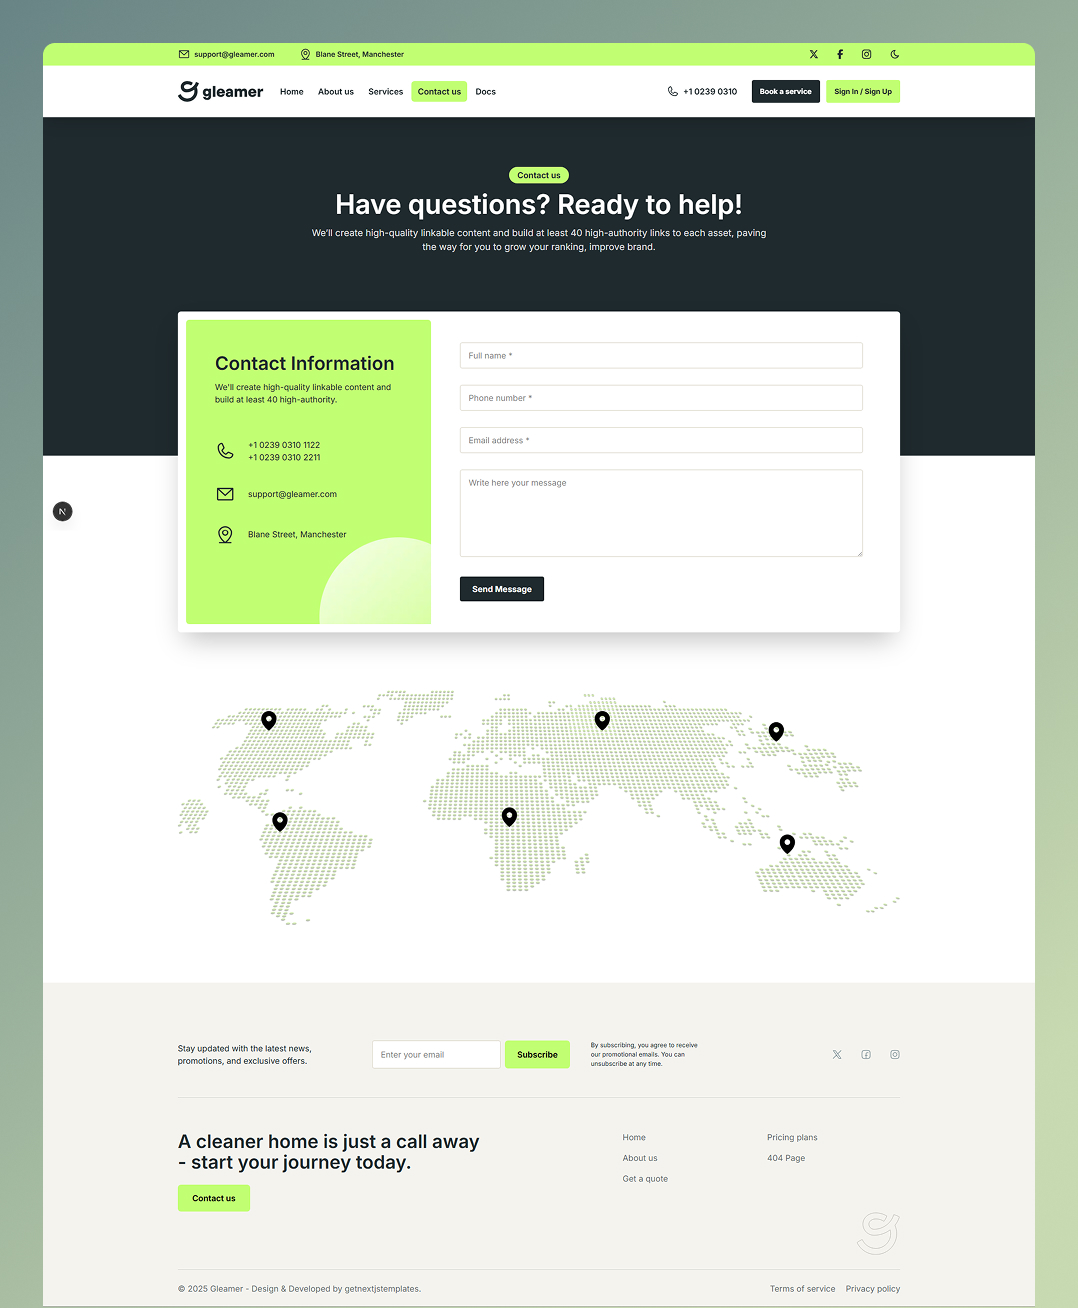 support@gleamer.com
Blane Street, Manchester
gleamer
Home
About us
Services
Contact us
Docs
+1 0239 0310
Book a service
Sign In / Sign Up
Contact us
Have questions? Ready to help!
We'll create high-quality linkable content and build at least 40 high-authority links to each asset, paving
the way for you to grow your ranking, improve brand.
Contact Information
We'll create high-quality linkable content and
build at least 40 high-authority.
+1 0239 0310 1122
+1 0239 0310 2211
support@gleamer.com
Blane Street, Manchester
Full name *
Phone number *
Email address *
Write here your message
Send Message
N
Stay updated with the latest news,
promotions, and exclusive offers.
Enter your email
Subscribe
By subscribing, you agree to receive
our promotional emails. You can
unsubscribe at any time.
A cleaner home is just a call away
- start your journey today.
Contact us
Home
About us
Get a quote
Pricing plans
404 Page
© 2025 Gleamer - Design & Developed by getnextjstemplates.
Terms of service
Privacy policy